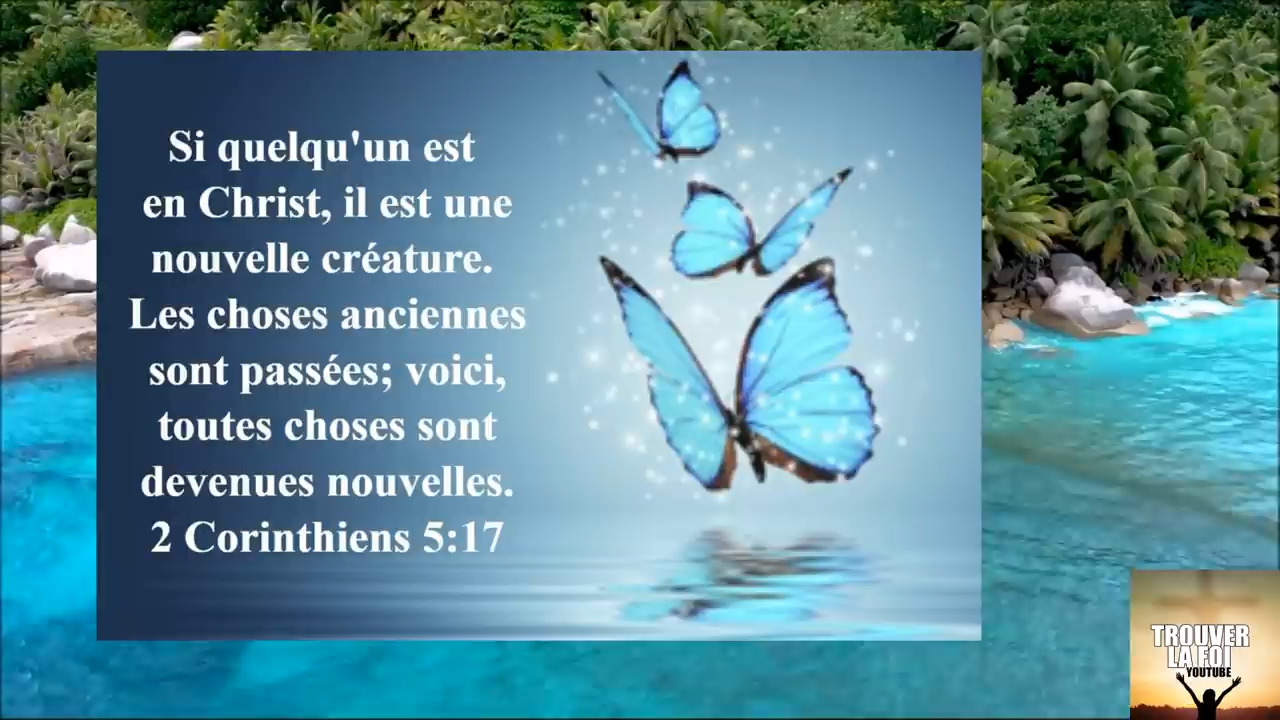 Si quelqu'un est
en Christ, il est une
nouvelle créature.
Les choses anciennes
sont passées; voici,
toutes choses sont
devenues nouvelles.
2 Corinthiens 5:17
TROUVER
LA FOI
YOUTUBE